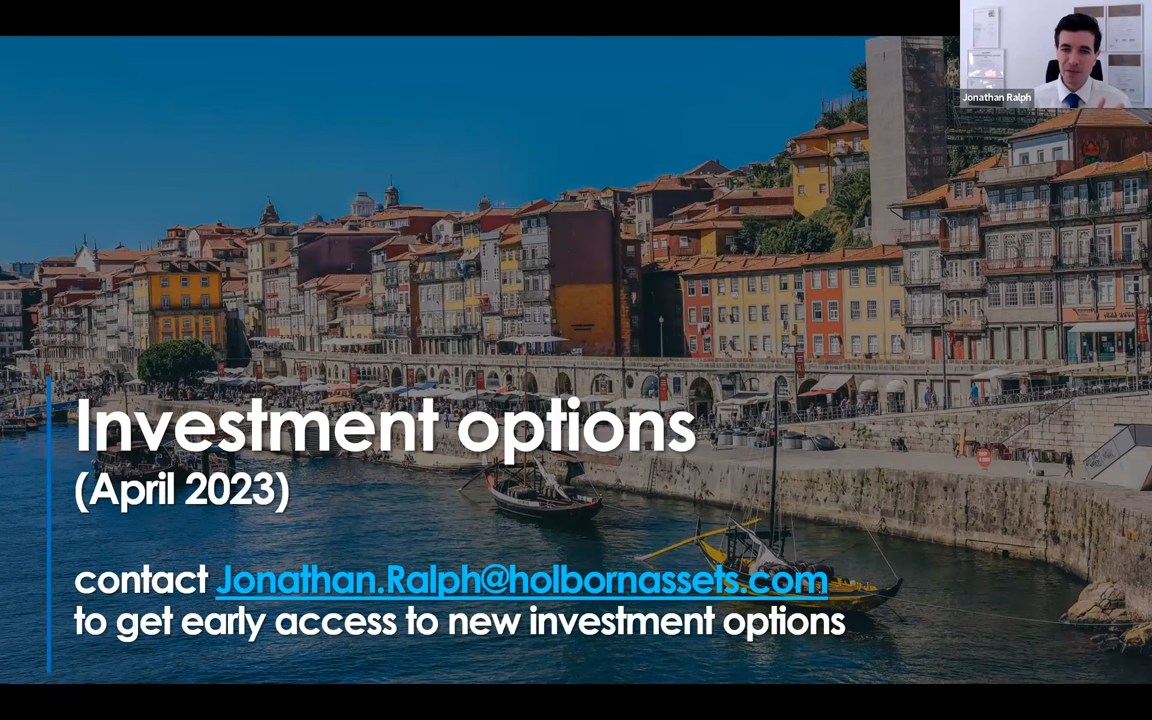 Jonathan Ralph
Investment options
(April 2023)
contact Jonathan.Ralph@holbornassets.com
to get early access to new investment options